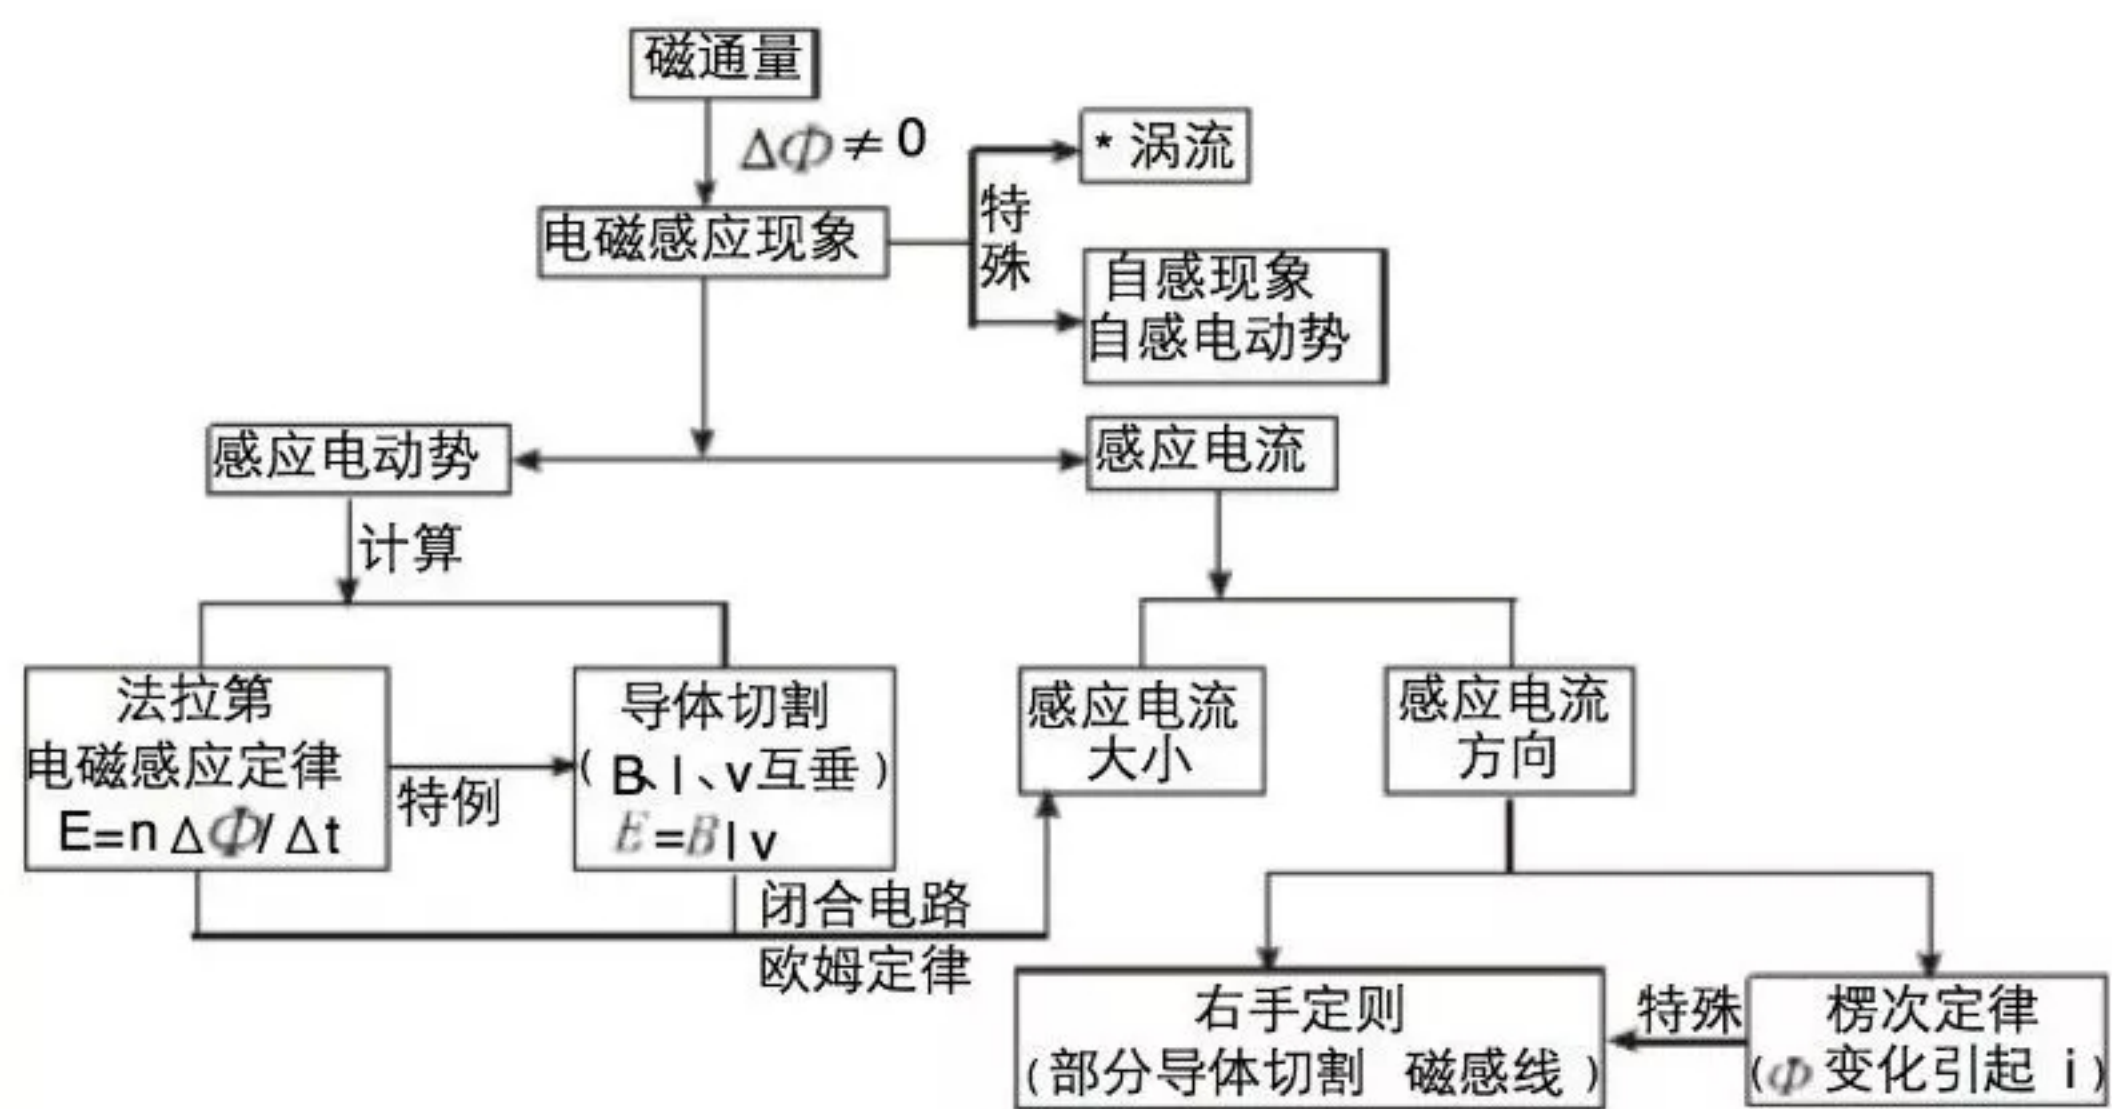 磁通量
ΔΦ≠0
* 涡流
特
殊
电磁感应现象
自感现象
自感电动势
感应电动势
感应电流
计算
法拉第
电磁感应定律
E=nΔΦ/Δt
特例
导体切割
(B、l、v互垂)
E=Blv
感应电流
大小
感应电流
方向
闭合电路
欧姆定律
右手定则
(部分导体切割 磁感线)
特殊
楞次定律
(Φ变化引起 i)